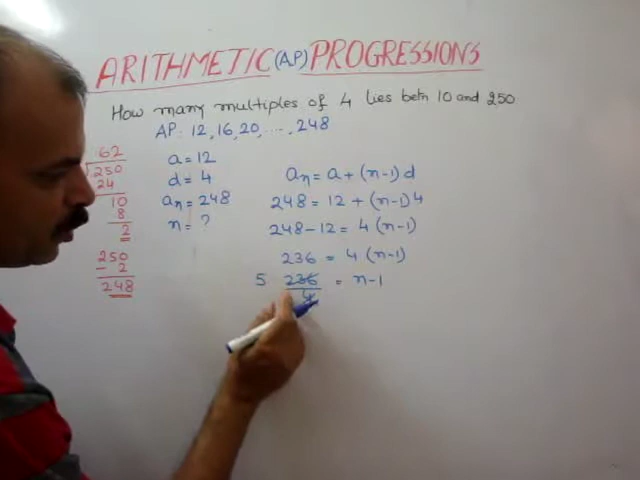 ARITHMETIC (AP) PROGRESSIONS
How many multiples of 4 lies betn 10 and 250
AP: 12, 16, 20, ...., 248
62
250
24
10
8
2
250
- 2
248
a = 12
d = 4
an = 248
n = ?
an = a + (n-1) d
248 = 12 + (n-1) 4
248 - 12 = 4 (n-1)
236 = 4 (n-1)
5 236/4 = n-1